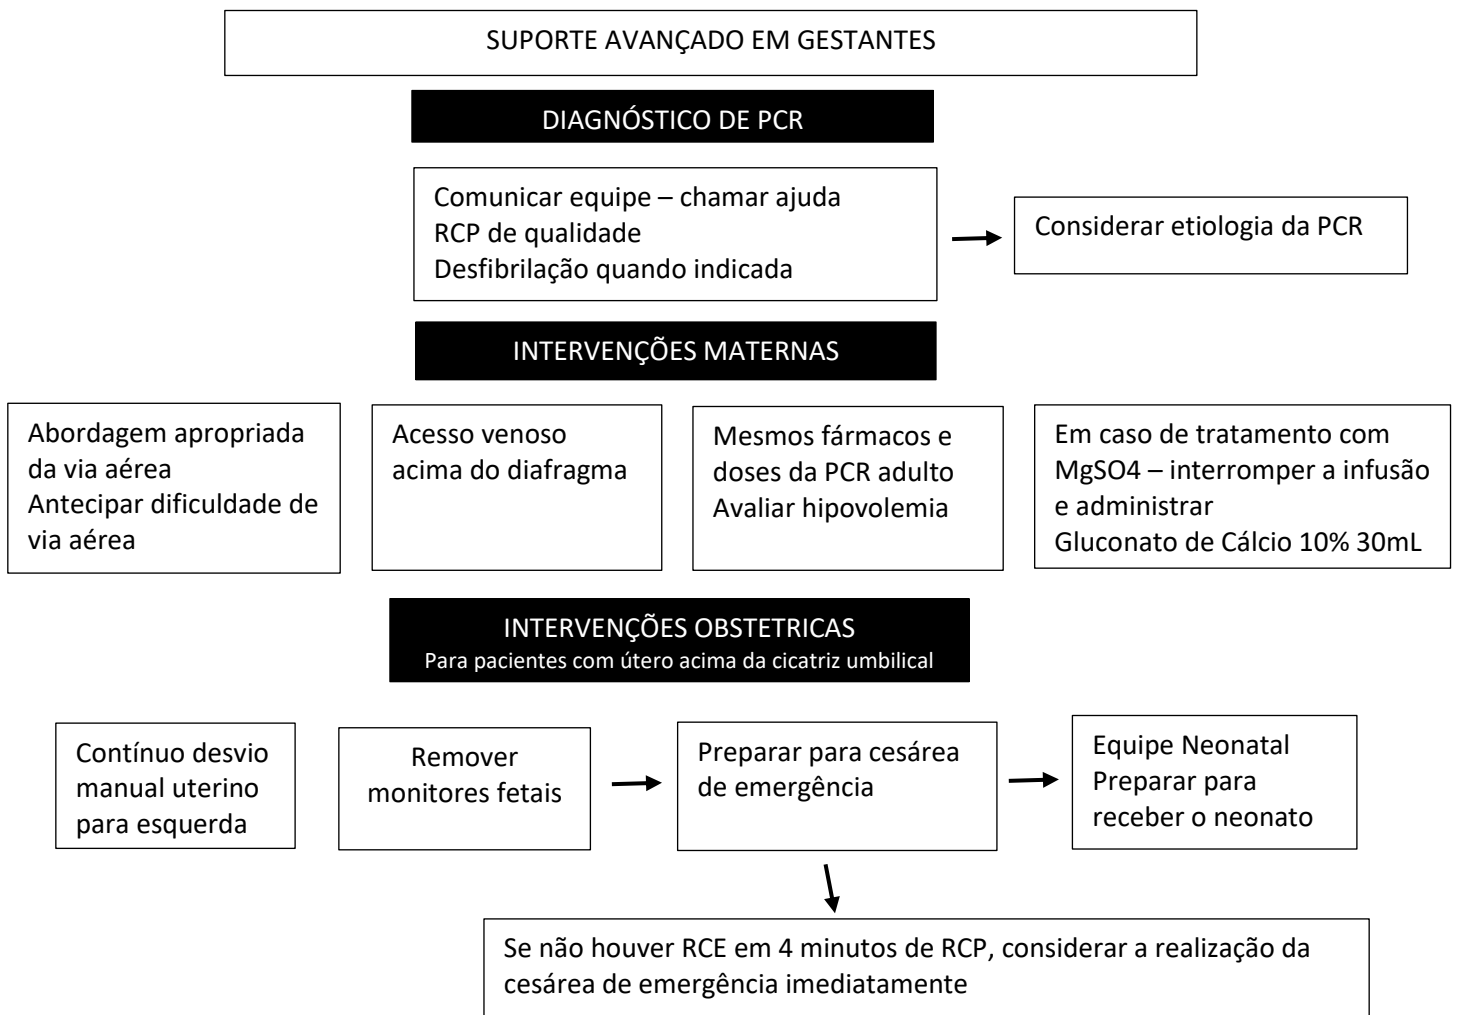 SUPORTE AVANÇADO EM GESTANTES
DIAGNÓSTICO DE PCR
Comunicar equipe – chamar ajuda
RCP de qualidade
Desfibrilação quando indicada
Considerar etiologia da PCR
INTERVENÇÕES MATERNAS
Abordagem apropriada
da via aérea
Antecipar dificuldade de
via aérea
Acesso venoso
acima do diafragma
Mesmos fármacos e
doses da PCR adulto
Avaliar hipovolemia
Em caso de tratamento com
MgSO4 – interromper a infusão
e administrar
Gluconato de Cálcio 10% 30mL
INTERVENÇÕES OBSTETRICAS
Para pacientes com útero acima da cicatriz umbilical
Contínuo desvio
manual uterino
para esquerda
Remover
monitores fetais
Preparar para cesárea
de emergência
Equipe Neonatal
Preparar para
receber o neonato
Se não houver RCE em 4 minutos de RCP, considerar a realização da
cesárea de emergência imediatamente